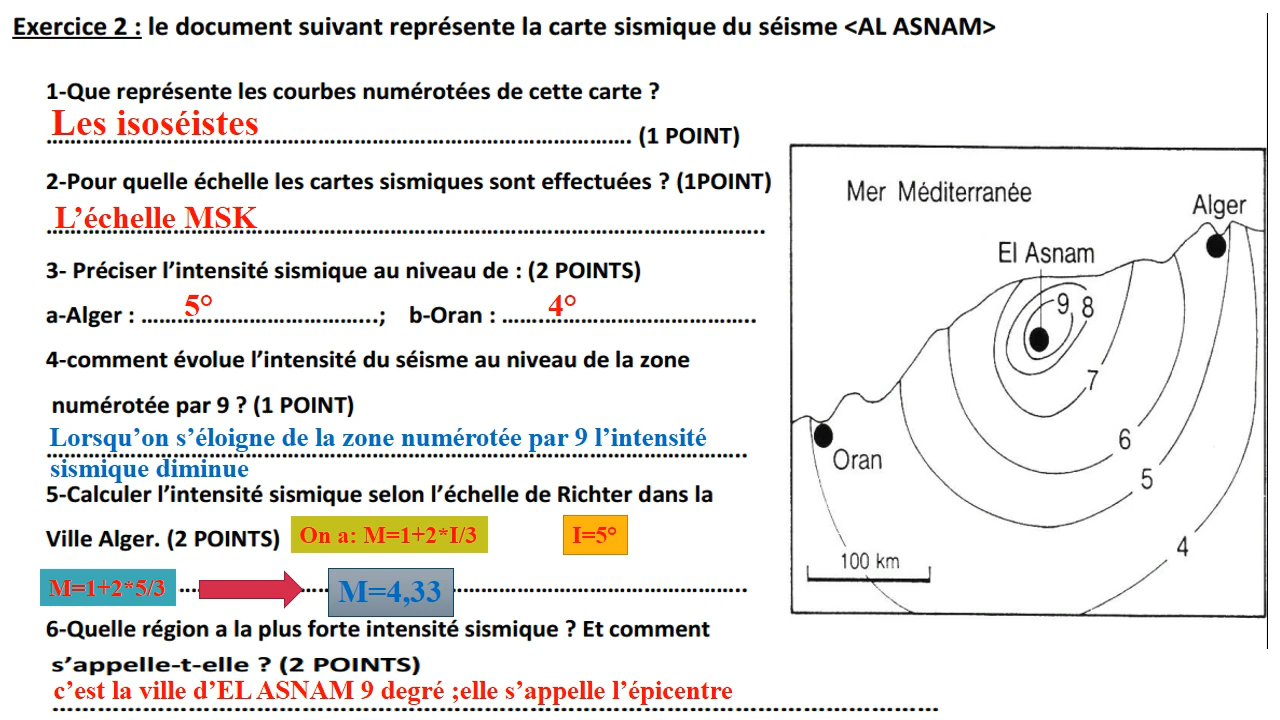 Exercice 2 : le document suivant représente la carte sismique du séisme <AL ASNAM>
1-Que représente les courbes numérotées de cette carte ?
Les isoséistes
........................................................................ (1 POINT)
2-Pour quelle échelle les cartes sismiques sont effectuées ? (1POINT)
L'échelle MSK
3- Préciser l'intensité sismique au niveau de : (2 POINTS)
a-Alger : ...... 5° ......; b-Oran : ...... 4° ......
4-comment évolue l'intensité du séisme au niveau de la zone
numérotée par 9 ? (1 POINT)
Lorsqu'on s'éloigne de la zone numérotée par 9 l'intensité
sismique diminue
5-Calculer l'intensité sismique selon l'échelle de Richter dans la
Ville Alger. (2 POINTS) On a: M=1+2*I/3 I=5°
M=1+2*5/3 M=4,33
6-Quelle région a la plus forte intensité sismique ? Et comment
s'appelle-t-elle ? (2 POINTS)
c'est la ville d'EL ASNAM 9 degré ;elle s'appelle l'épicentre
Mer Méditerranée
Alger
El Asnam
9 8
7
6
Oran
5
4
100 km